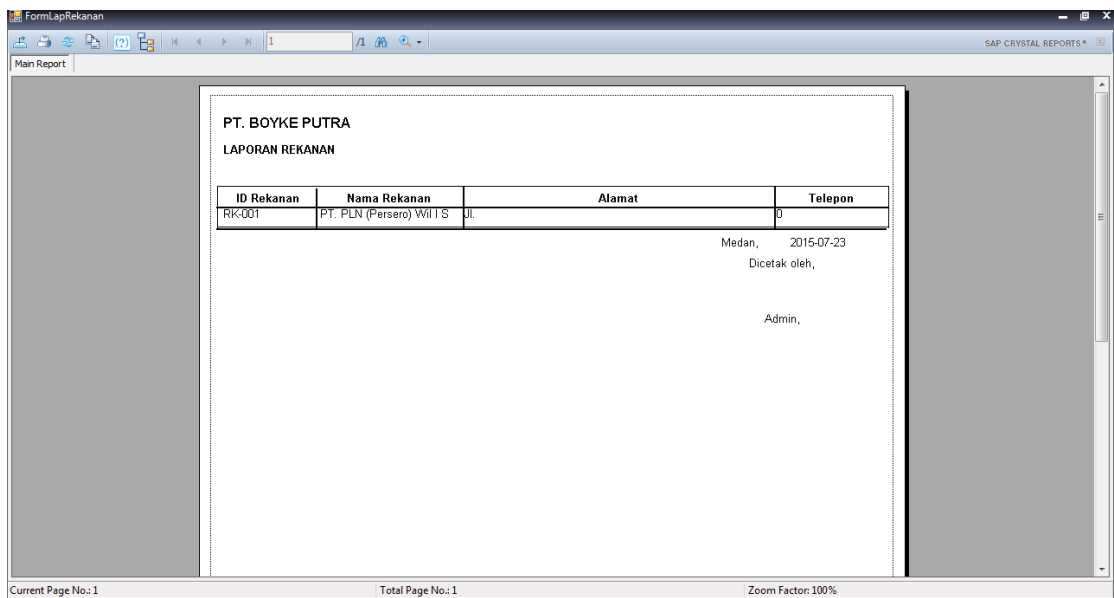 FormLapRekanan
1 /1 SAP CRYSTAL REPORTS®
Main Report
PT. BOYKE PUTRA
LAPORAN REKANAN
ID Rekanan Nama Rekanan Alamat Telepon
RK-001 PT. PLN (Persero) Wil I S Jl. 0
Medan, 2015-07-23
Dicetak oleh,
Admin,
Current Page No.: 1 Total Page No.: 1 Zoom Factor: 100%